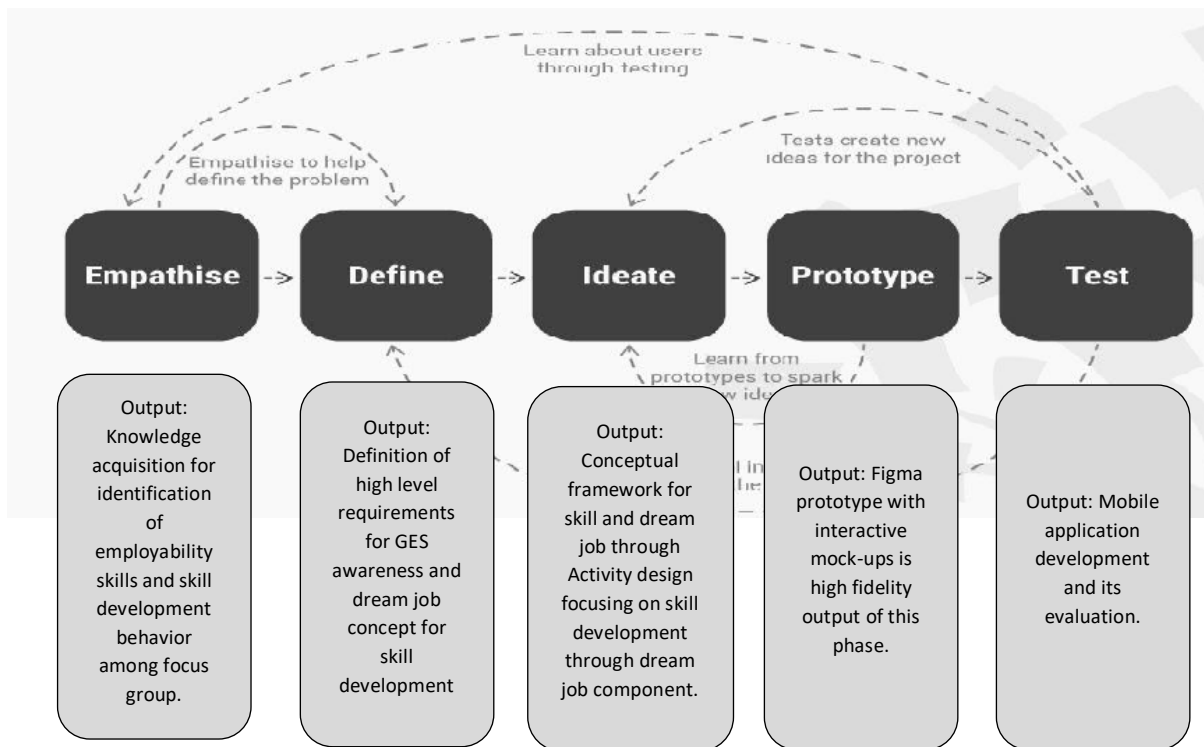 Learn about users
through testing
Tests create new
ideas for the project
Empathise to help
define the problem
Empathise
Define
Ideate
Prototype
Test
Learn from
prototypes to spark
Output:
Knowledge
acquisition for
identification
of
employability
skills and skill
development
behavior
among focus
group.
Output:
Definition of
high level
requirements
for GES
awareness and
dream job
concept for
skill
development
Output:
Conceptual
framework for
skill and dream
job through
Activity design
focusing on skill
development
through dream
job component.
Output: Figma
prototype with
interactive
mock-ups is
high fidelity
output of this
phase.
Output: Mobile
application
development
and its
evaluation.